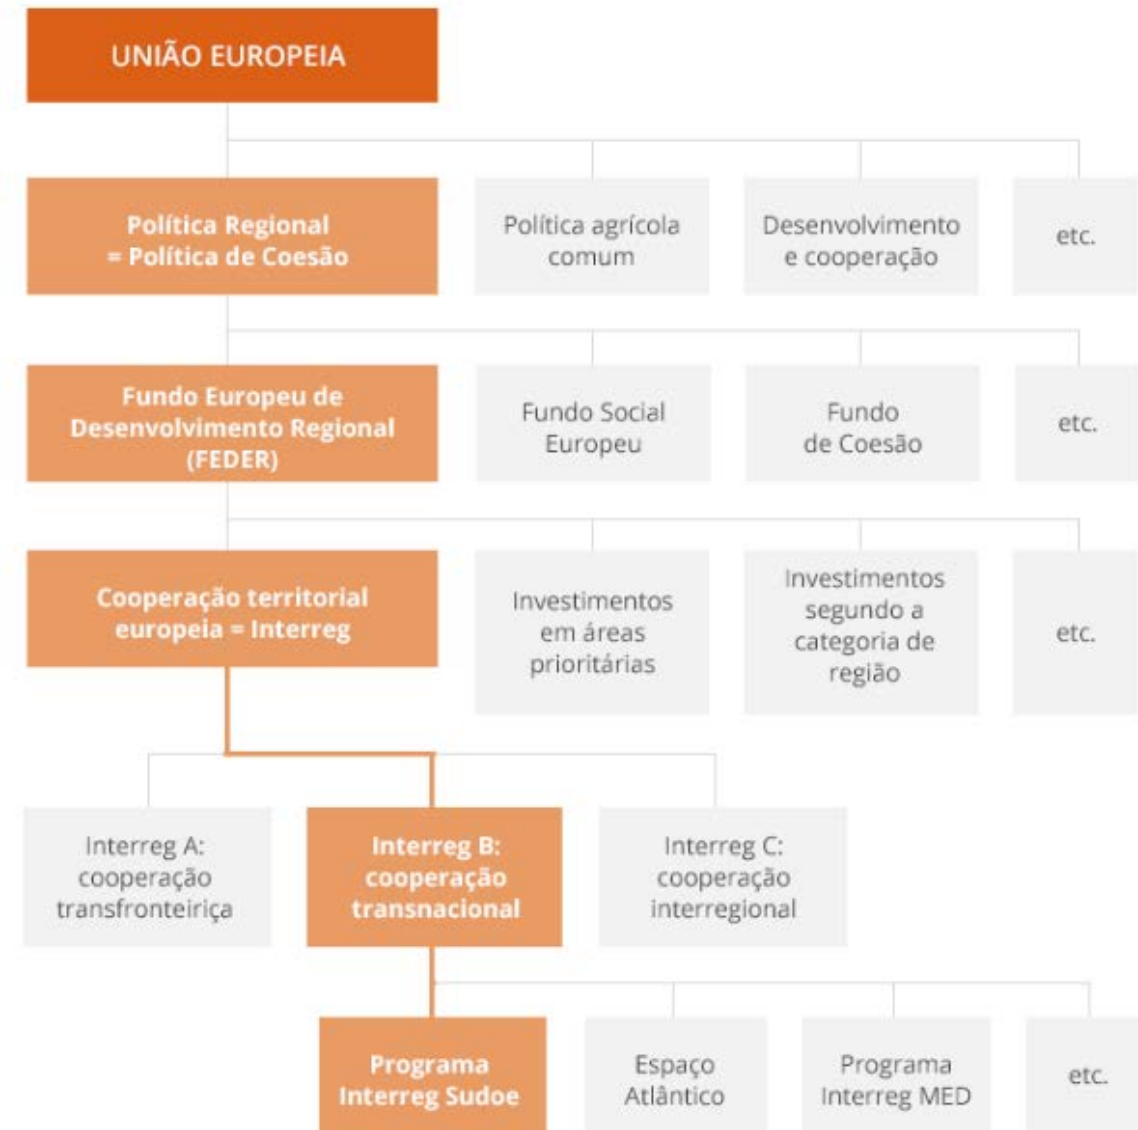 UNIÃO EUROPEIA
Política Regional
= Política de Coesão
Política agrícola
comum
Desenvolvimento
e cooperação
etc.
Fundo Europeu de
Desenvolvimento Regional
(FEDER)
Fundo Social
Europeu
Fundo
de Coesão
etc.
Cooperação territorial
europeia = Interreg
Investimentos
em áreas
prioritárias
Investimentos
segundo a
categoria de
região
etc.
Interreg A:
cooperação
transfronteiriça
Interreg B:
cooperação
transnacional
Interreg C:
cooperação
interregional
Programa
Interreg Sudoe
Espaço
Atlântico
Programa
Interreg MED
etc.